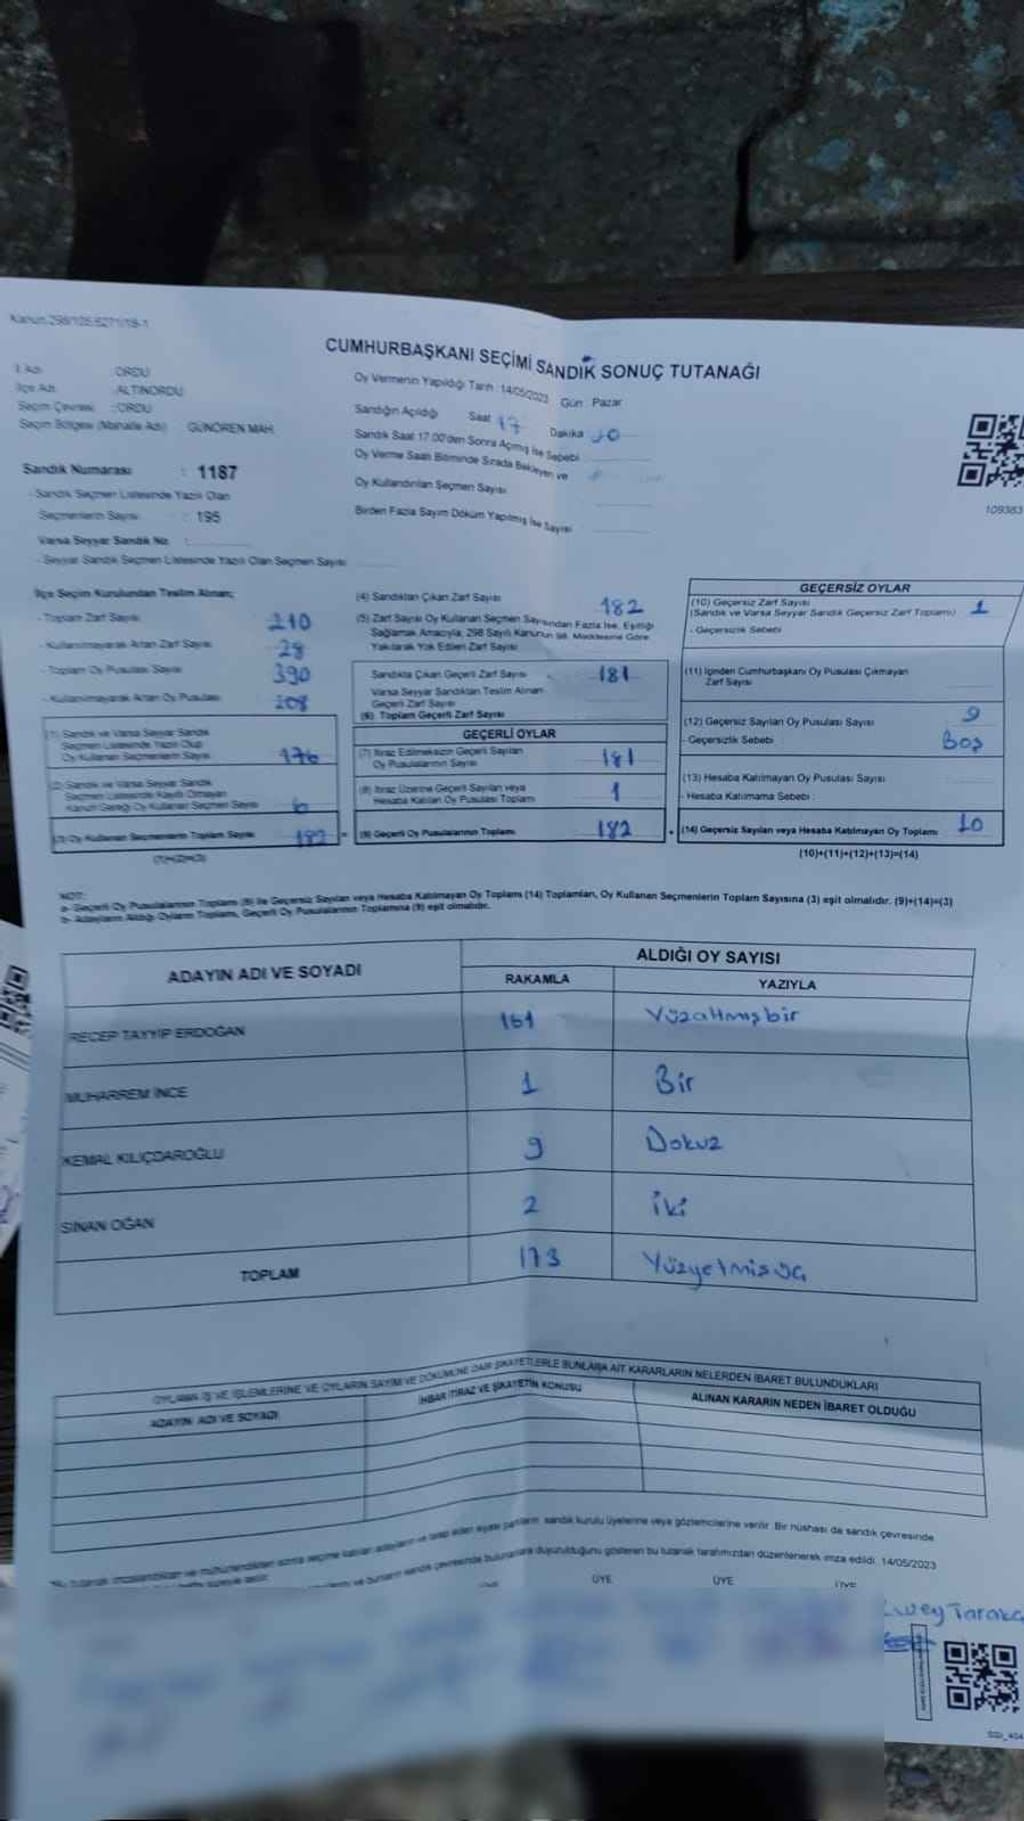 Kanun:298/105:6271/19-1
CUMHURBAŞKANI SEÇİMİ SANDIK SONUÇ TUTANAĞI
İl Adı : ORDU
İlçe Adı : ALTINORDU
Seçim Çevresi : ORDU
Seçim Bölgesi (Mahalle Adı) GÜNÖREN MAH.
Sandık Numarası : 1187
- Sandık Seçmen Listesinde Yazılı Olan
Seçmenlerin Sayısı : 195
Varsa Seyyar Sandık No :
- Seyyar Sandık Seçmen Listesinde Yazılı Olan Seçmen Sayısı
Oy Vermenin Yapıldığı Tarih : 14/05/2023 Gün : Pazar
Sandığın Açıldığı Saat 17 Dakika
Sandık Saat 17.00'den Sonra Açmış İse Sebebi
Oy Verme Saati Bitiminde Sırada Bekleyen ve
Oy Kullandırılan Seçmen Sayısı
Birden Fazla Sayım Döküm Yapılmış İse Sayısı
109383
İlçe Seçim Kurulundan Teslim Alınan;
- Toplam Zarf Sayısı 210
- Kullanılmayarak Artan Zarf Sayısı 28
- Toplam Oy Pusulası Sayısı 390
- Kullanılmayarak Artan Oy Pusulası 208
(1) Sandık ve Varsa Seyyar Sandık
Seçmen Listesinde Yazılı Olup
Oy Kullanan Seçmenlerin Sayısı 176
(2) Sandık ve Varsa Seyyar Sandık
Seçmen Listesinde Kayıtlı Olmayan
Kanun Gereği Oy Kullanan Seçmen Sayısı 6
(3) Oy Kullanan Seçmenlerin Toplam Sayısı 182
(1)+(2)=(3)
(4) Sandıktan Çıkan Zarf Sayısı 182
(5) Zarf Sayısı Oy Kullanan Seçmen Sayısından Fazla İse, Eşitliği
Sağlamak Amacıyla, 298 Sayılı Kanunun 98. Maddesine Göre
Yakılarak Yok Edilen Zarf Sayısı
Sandıkta Çıkan Geçerli Zarf Sayısı 181
Varsa Seyyar Sandıktan Teslim Alınan
Geçerli Zarf Sayısı
(6) Toplam Geçerli Zarf Sayısı
GEÇERLİ OYLAR
(7) İtiraz Edilmeksizin Geçerli Sayılan
Oy Pusulalarının Sayısı 181
(8) İtiraz Üzerine Geçerli Sayılan veya
Hesaba Katılan Oy Pusulası Toplamı 1
(9) Geçerli Oy Pusulalarının Toplamı 182
GEÇERSİZ OYLAR
(10) Geçersiz Zarf Sayısı
(Sandık ve Varsa Seyyar Sandık Geçersiz Zarf Toplamı) 1
- Geçersizlik Sebebi
(11) İçinden Cumhurbaşkanı Oy Pusulası Çıkmayan
Zarf Sayısı
(12) Geçersiz Sayılan Oy Pusulası Sayısı 9
- Geçersizlik Sebebi Boş
(13) Hesaba Katılmayan Oy Pusulası Sayısı
- Hesaba Katılmama Sebebi :
(14) Geçersiz Sayılan veya Hesaba Katılmayan Oy Toplamı 10
(10)+(11)+(12)+(13)=(14)
NOT:
a- Geçerli Oy Pusulalarının Toplamı (9) ile Geçersiz Sayılan veya Hesaba Katılmayan Oy Toplamı (14) Toplamları, Oy Kullanan Seçmenlerin Toplam Sayısına (3) eşit olmalıdır. (9)+(14)=(3)
b- Adayların Aldığı Oyların Toplamı, Geçerli Oy Pusulalarının Toplamına (9) eşit olmalıdır.
ADAYIN ADI VE SOYADI ALDIĞI OY SAYISI
RAKAMLA YAZIYLA
RECEP TAYYİP ERDOĞAN 161 Yüzaltmışbir
MUHARREM İNCE 1 Bir
KEMAL KILIÇDAROĞLU 9 Dokuz
SİNAN OĞAN 2 İki
TOPLAM 173
OYLAMA İŞ VE İŞLEMLERİNE VE OYLARIN SAYIM VE DÖKÜMÜNE DAİR ŞİKAYETLERLE BUNLARA AİT KARARLARIN NELERDEN İBARET BULUNDUKLARI
ADAYIN ADI VE SOYADI İHBAR İTİRAZ VE ŞİKAYETİN KONUSU ALINAN KARARIN NEDEN İBARET OLDUĞU
sandık kurulu üyelerine veya gözlemcilerine verilir. Bir nüshası da sandık çevresinde
duyurulduğunu gösteren bu tutanak tarafımızdan düzenlenerek imza edildi. 14/05/2023
ÜYE ÜYE ÜYE ÜYE